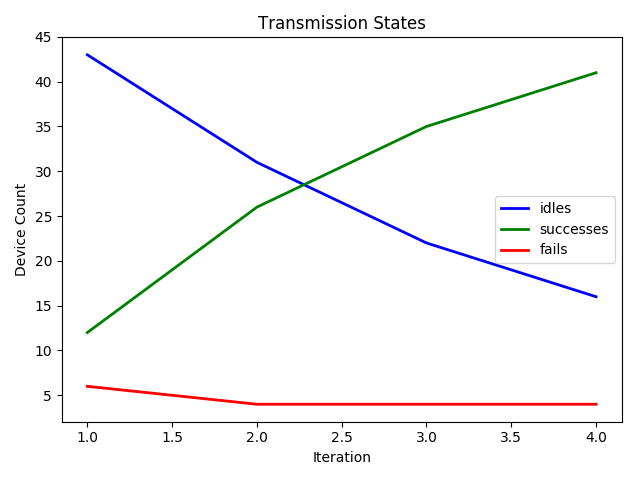 Transmission States
45
40
35
30
25
20
15
10
5
Device Count
idles
successes
fails
1.0 1.5 2.0 2.5 3.0 3.5 4.0
Iteration